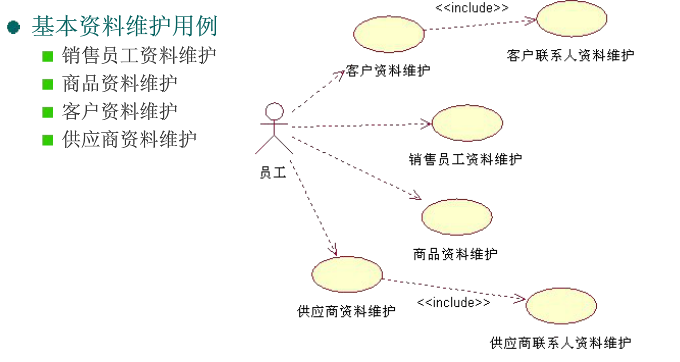 基本资料维护用例
销售员工资料维护
商品资料维护
客户资料维护
供应商资料维护
<<include>>
客户资料维护
客户联系人资料维护
员工
销售员工资料维护
商品资料维护
供应商资料维护
<<include>>
供应商联系人资料维护